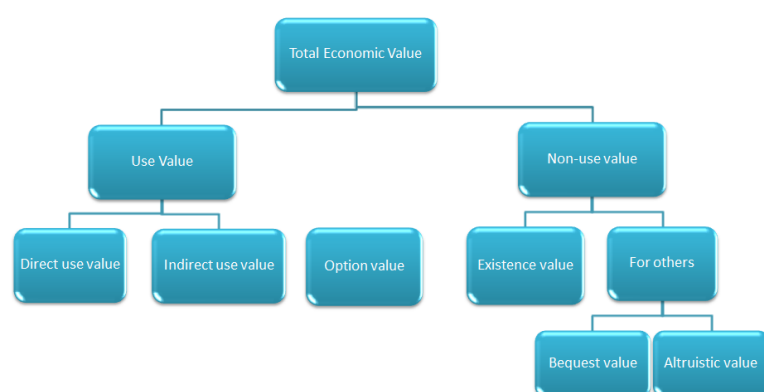 Total Economic Value
Use Value
Non-use value
Direct use value
Indirect use value
Option value
Existence value
For others
Bequest value
Altruistic value